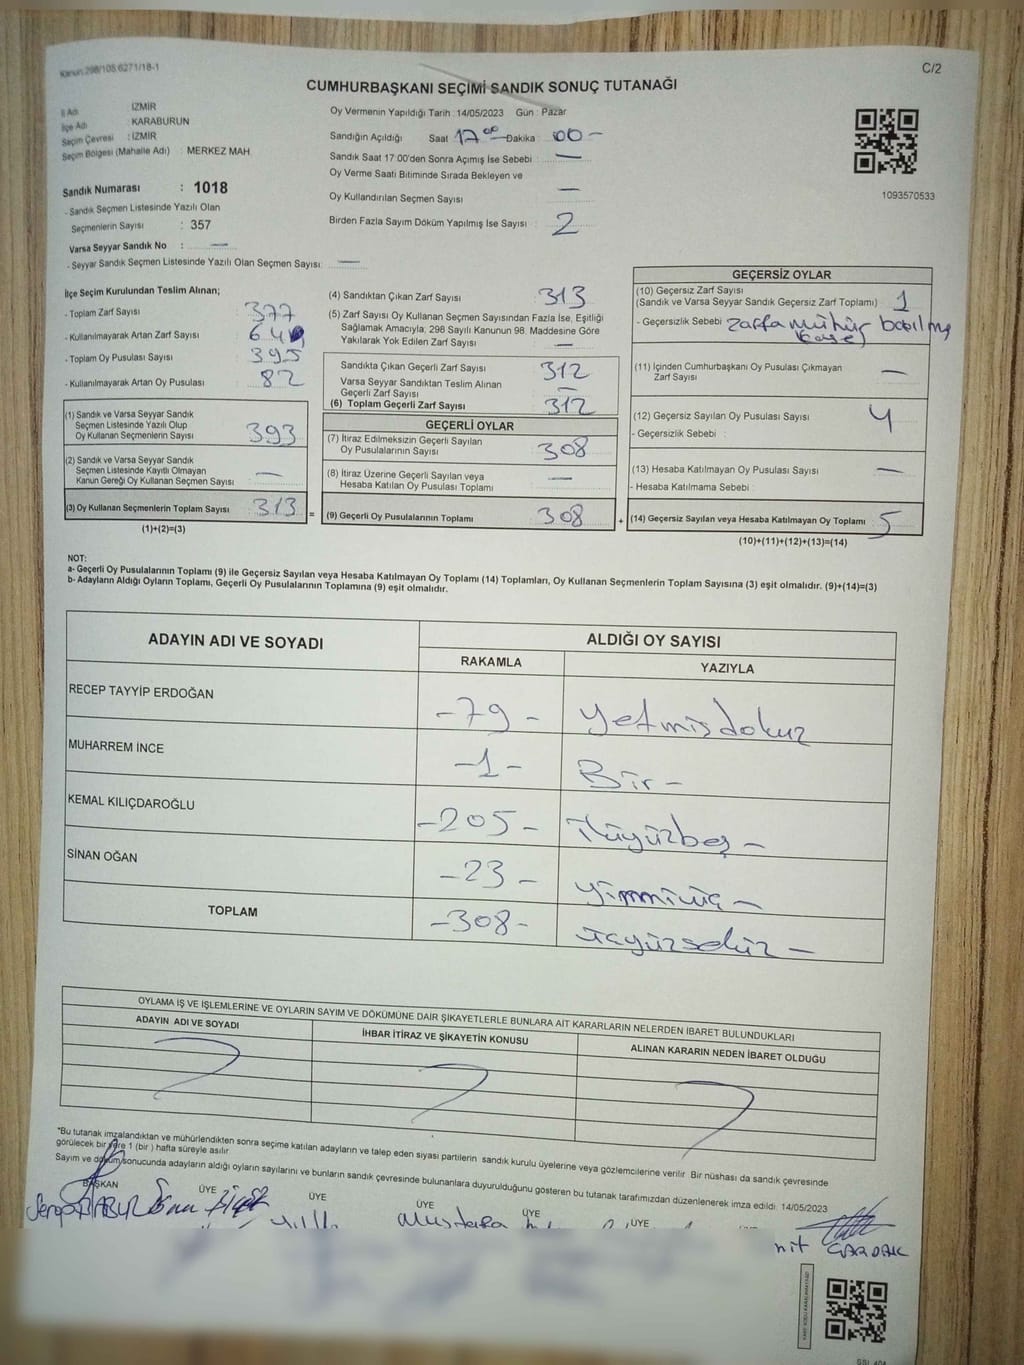 Kanun:298/105:6271/18-1
C/2
CUMHURBAŞKANI SEÇİMİ SANDIK SONUÇ TUTANAĞI
İl Adı İZMİR
İlçe Adı KARABURUN
Seçim Çevresi : İZMİR
Seçim Bölgesi (Mahalle Adı) : MERKEZ MAH.
Sandık Numarası : 1018
- Sandık Seçmen Listesinde Yazılı Olan
Seçmenlerin Sayısı : 357
Varsa Seyyar Sandık No : —
- Seyyar Sandık Seçmen Listesinde Yazılı Olan Seçmen Sayısı: —
Oy Vermenin Yapıldığı Tarih : 14/05/2023 Gün : Pazar
Sandığın Açıldığı Saat 17 00 Dakika : 00 -
Sandık Saat 17:00'den Sonra Açımış İse Sebebi : —
Oy Verme Saati Bitiminde Sırada Bekleyen ve
Oy Kullandırılan Seçmen Sayısı : —
Birden Fazla Sayım Döküm Yapılmış İse Sayısı : 2
1093570533
İlçe Seçim Kurulundan Teslim Alınan;
- Toplam Zarf Sayısı : 377
- Kullanılmayarak Artan Zarf Sayısı : 64
- Toplam Oy Pusulası Sayısı : 395
- Kullanılmayarak Artan Oy Pusulası : 82
(1) Sandık ve Varsa Seyyar Sandık
Seçmen Listesinde Yazılı Olup
Oy Kullanan Seçmenlerin Sayısı : 393
(2) Sandık ve Varsa Seyyar Sandık
Seçmen Listesinde Kayıtlı Olmayan
Kanun Gereği Oy Kullanan Seçmen Sayısı : —
(3) Oy Kullanan Seçmenlerin Toplam Sayısı : 313
(1)+(2)=(3)
=
(4) Sandıktan Çıkan Zarf Sayısı : 313
(5) Zarf Sayısı Oy Kullanan Seçmen Sayısından Fazla İse, Eşitliği
Sağlamak Amacıyla; 298 Sayılı Kanunun 98. Maddesine Göre
Yakılarak Yok Edilen Zarf Sayısı : —
Sandıkta Çıkan Geçerli Zarf Sayısı : 312
Varsa Seyyar Sandıktan Teslim Alınan
Geçerli Zarf Sayısı : —
(6) Toplam Geçerli Zarf Sayısı : 312
GEÇERLİ OYLAR
(7) İtiraz Edilmeksizin Geçerli Sayılan
Oy Pusulalarının Sayısı : 308
(8) İtiraz Üzerine Geçerli Sayılan veya
Hesaba Katılan Oy Pusulası Toplamı : —
(9) Geçerli Oy Pusulalarının Toplamı : 308
+
GEÇERSİZ OYLAR
(10) Geçersiz Zarf Sayısı
(Sandık ve Varsa Seyyar Sandık Geçersiz Zarf Toplamı) : 1
- Geçersizlik Sebebi : zarfa mühür basılmış
(11) İçinden Cumhurbaşkanı Oy Pusulası Çıkmayan
Zarf Sayısı : —
(12) Geçersiz Sayılan Oy Pusulası Sayısı : 4
- Geçersizlik Sebebi :
(13) Hesaba Katılmayan Oy Pusulası Sayısı : —
- Hesaba Katılmama Sebebi :
(14) Geçersiz Sayılan veya Hesaba Katılmayan Oy Toplamı : 5
(10)+(11)+(12)+(13)=(14)
NOT:
a- Geçerli Oy Pusulalarının Toplamı (9) ile Geçersiz Sayılan veya Hesaba Katılmayan Oy Toplamı (14) Toplamları, Oy Kullanan Seçmenlerin Toplam Sayısına (3) eşit olmalıdır. (9)+(14)=(3)
b- Adayların Aldığı Oyların Toplamı, Geçerli Oy Pusulalarının Toplamına (9) eşit olmalıdır.
ADAYIN ADI VE SOYADI
ALDIĞI OY SAYISI
RAKAMLA
YAZIYLA
RECEP TAYYİP ERDOĞAN -79- yetmişdokuz
MUHARREM İNCE -1- Bir-
KEMAL KILIÇDAROĞLU -205- ikiyüzbeş-
SİNAN OĞAN -23- yirmiüç-
TOPLAM -308- üçyüzsekiz-
OYLAMA İŞ VE İŞLEMLERİNE VE OYLARIN SAYIM VE DÖKÜMÜNE DAİR ŞİKAYETLERLE BUNLARA AİT KARARLARIN NELERDEN İBARET BULUNDUKLARI
ADAYIN ADI VE SOYADI
İHBAR İTİRAZ VE ŞİKAYETİN KONUSU
ALINAN KARARIN NEDEN İBARET OLDUĞU
*Bu tutanak imzalandıktan ve mühürlendikten sonra seçime katılan adayların ve talep eden siyasi partilerin sandık kurulu üyelerine veya gözlemcilerine verilir Bir nüshası da sandık çevresinde
görülecek bir yere 1 (bir) hafta süreyle asılır
Sayım ve döküm sonucunda adayların aldığı oyların sayılarını ve bunların sandık çevresinde bulunanlara duyurulduğunu gösteren bu tutanak tarafımızdan düzenlenerek imza edildi. 14/05/2023
BAŞKAN
ÜYE
ÜYE
ÜYE
ÜYE
ÜYE
Mustafa
GARDAK